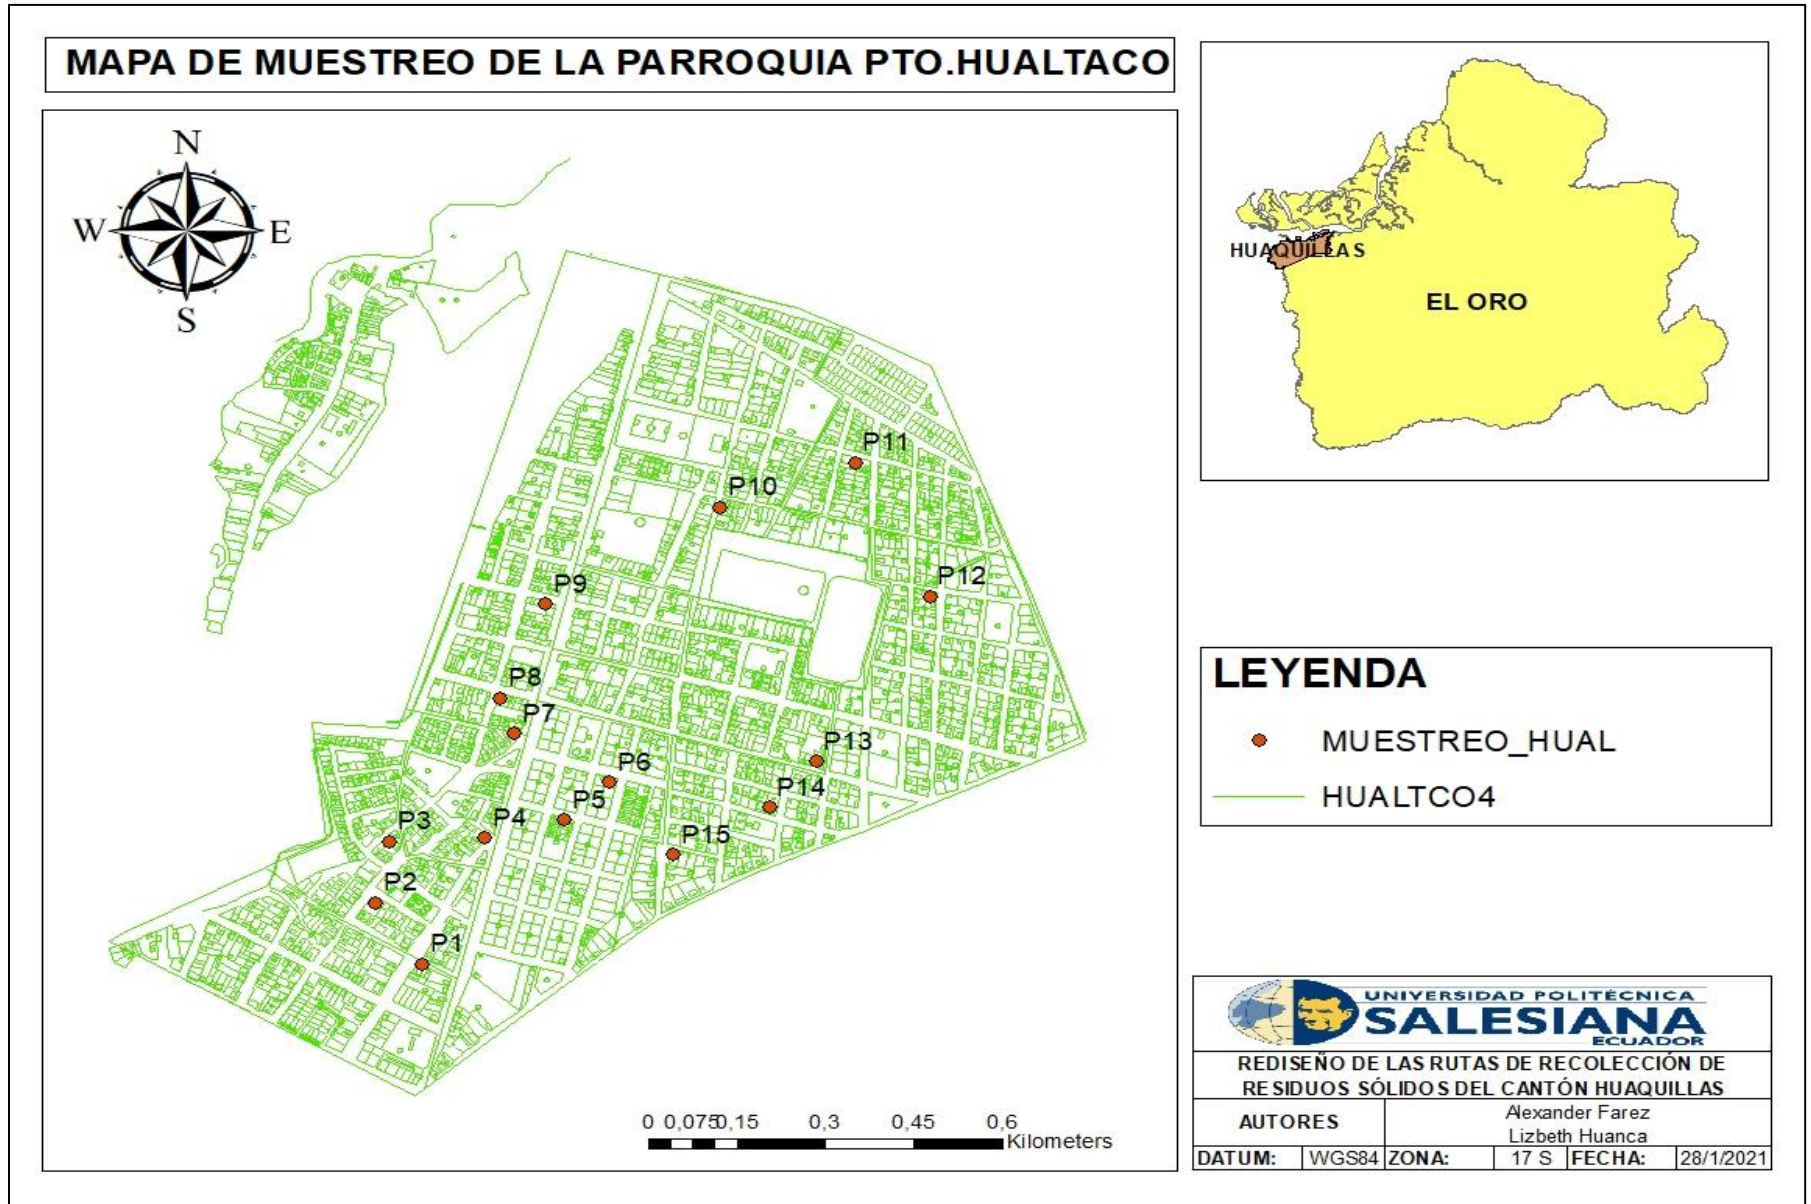 MAPA DE MUESTREO DE LA PARROQUIA PTO.HUALTACO
N
W
E
S
P11
P10
P12
P9
P8
P7
P13
P6
P14
P5
P4
P3
P15
P2
P1
0 0,075 0,15 0,3 0,45 0,6
Kilometers
HUAQUILLAS
EL ORO
LEYENDA
MUESTREO_HUAL
HUALTCO4
UNIVERSIDAD POLITÉCNICA
SALESIANA
ECUADOR
REDISEÑO DE LAS RUTAS DE RECOLECCIÓN DE
RESIDUOS SÓLIDOS DEL CANTÓN HUAQUILLAS
AUTORES
Alexander Farez
Lizbeth Huanca
DATUM: WGS84 ZONA: 17 S FECHA: 28/1/2021